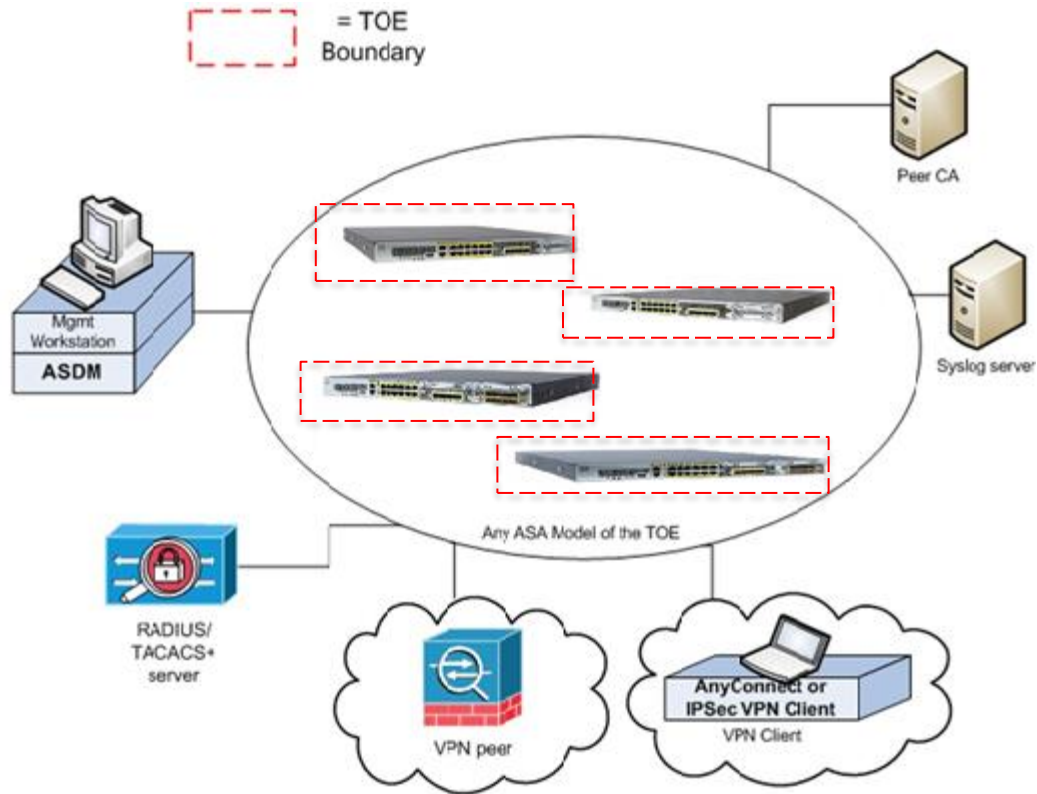 = TOE
Boundary
Peer CA
Mgmt
Workstation
ASDM
Syslog server
Any ASA Model of the TOE
RADIUS/
TACACS+
server
VPN peer
AnyConnect or
IPSec VPN Client
VPN Client